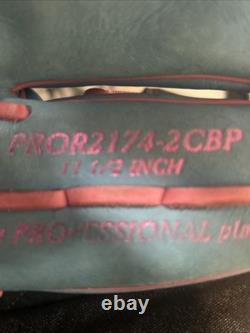 PROR2174-2CBP
11 1/2 INCH
PROFESSIONAL